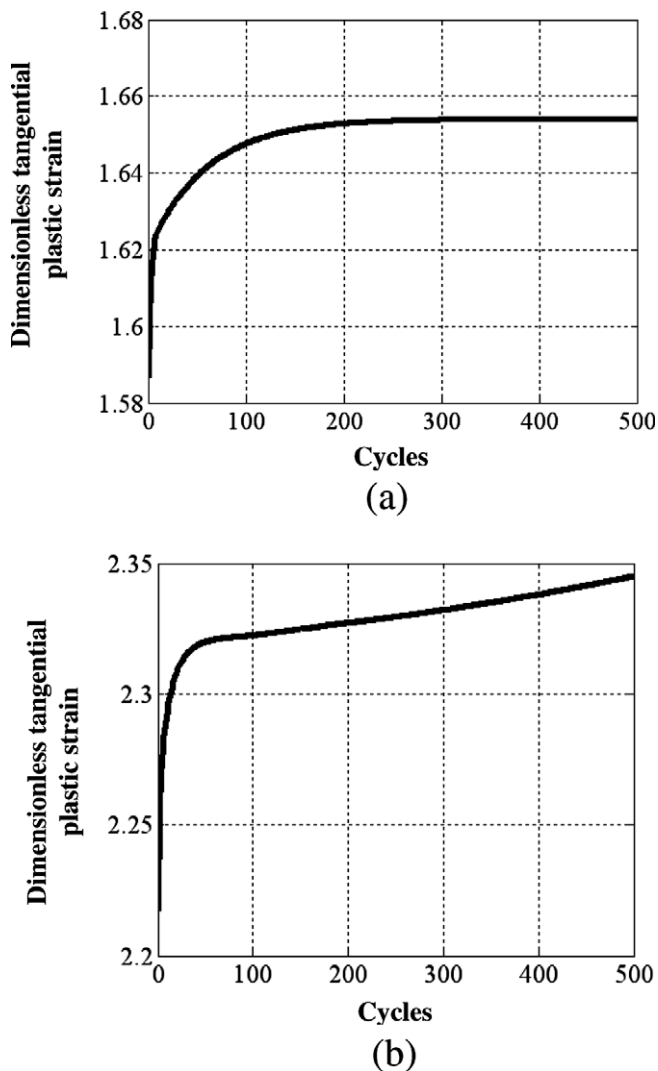 1.68
1.66
1.64
1.62
1.6
1.58
0
100
200
300
400
500
Dimensionless tangential
plastic strain
Cycles
(a)
2.35
2.3
2.25
2.2
0
100
200
300
400
500
Dimensionless tangential
plastic strain
Cycles
(b)